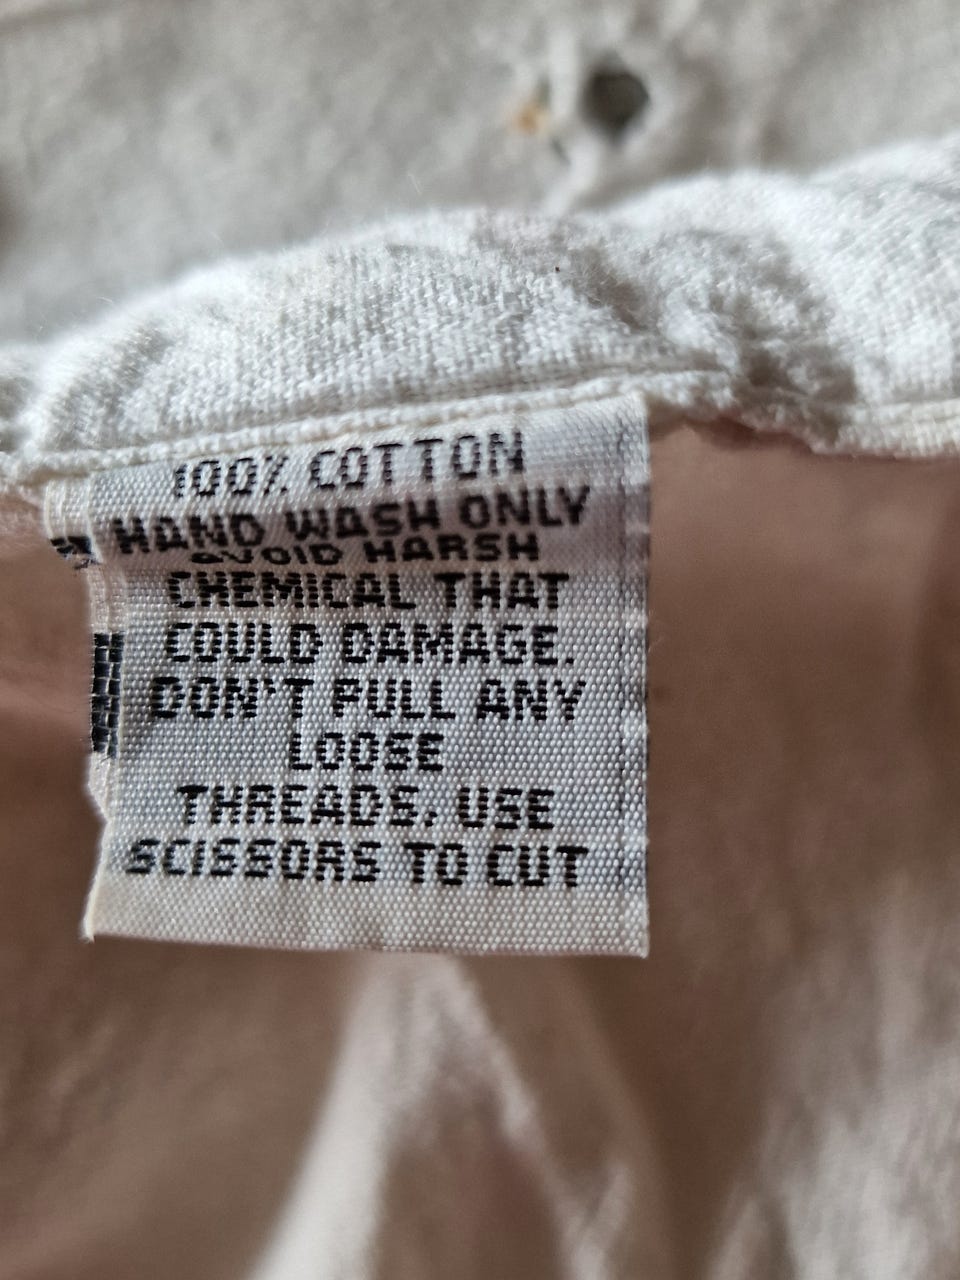 100% COTTON
HAND WASH ONLY
AVOID HARSH
CHEMICAL THAT
COULD DAMAGE.
DON'T PULL ANY
LOOSE
THREADS. USE
SCISSORS TO CUT